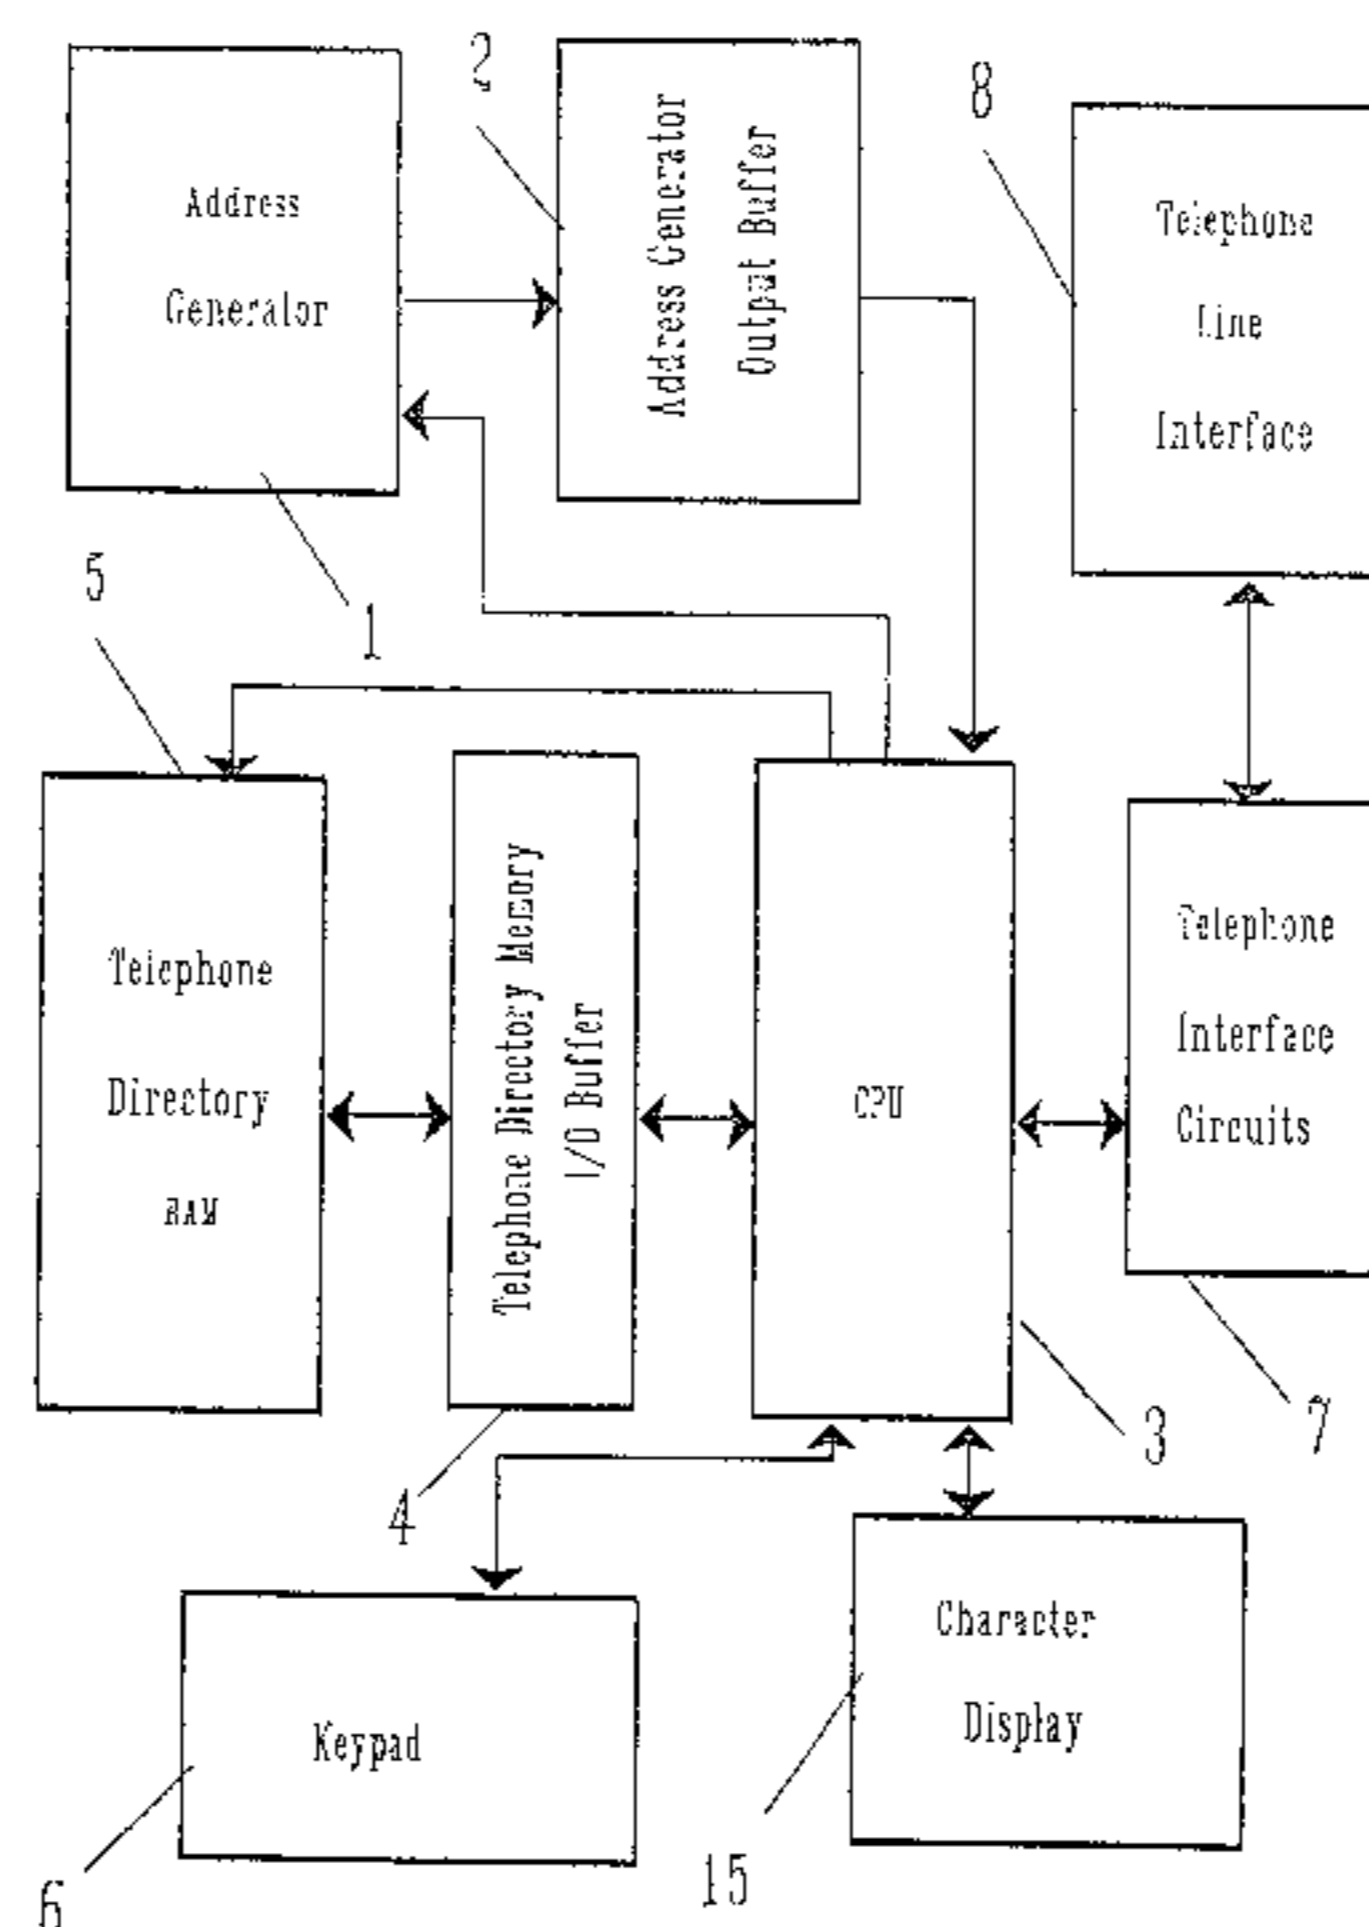 2
8
Address
Generator
Address Generator
Output Buffer
Telephone
Line
Interface
5
1
Telephone
Directory
RAM
Telephone Directory Memory
I/O Buffer
CPU
Telephone
Interface
Circuits
4
3
7
Keypad
Character
Display
6
15